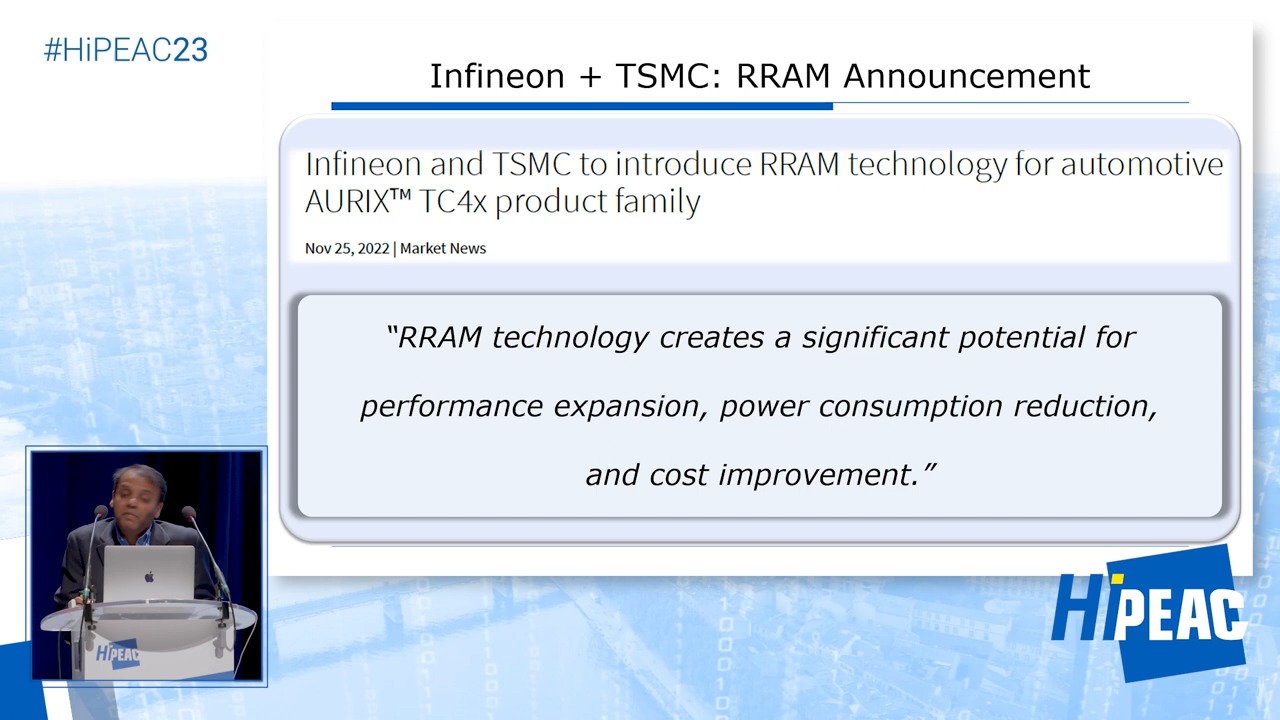 #HiPEAC23
Infineon + TSMC: RRAM Announcement
Infineon and TSMC to introduce RRAM technology for automotive
AURIX™ TC4x product family
Nov 25, 2022 | Market News
“RRAM technology creates a significant potential for
performance expansion, power consumption reduction,
and cost improvement.”
HiPEAC
HiPEAC